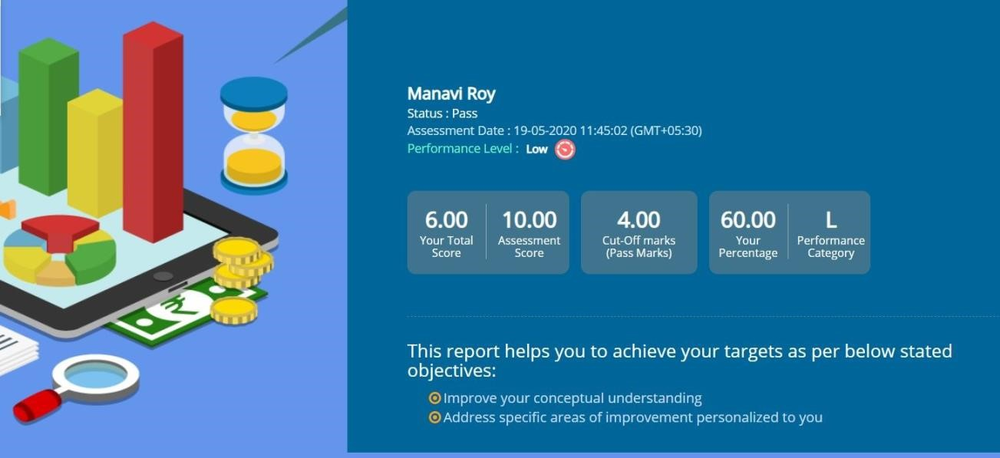 Manavi Roy
Status : Pass
Assessment Date : 19-05-2020 11:45:02 (GMT+05:30)
Performance Level : Low
6.00 10.00 4.00 60.00 L
Your Total Assessment Cut-Off marks Your Performance
Score Score (Pass Marks) Percentage Category
This report helps you to achieve your targets as per below stated
objectives:
Improve your conceptual understanding
Address specific areas of improvement personalized to you